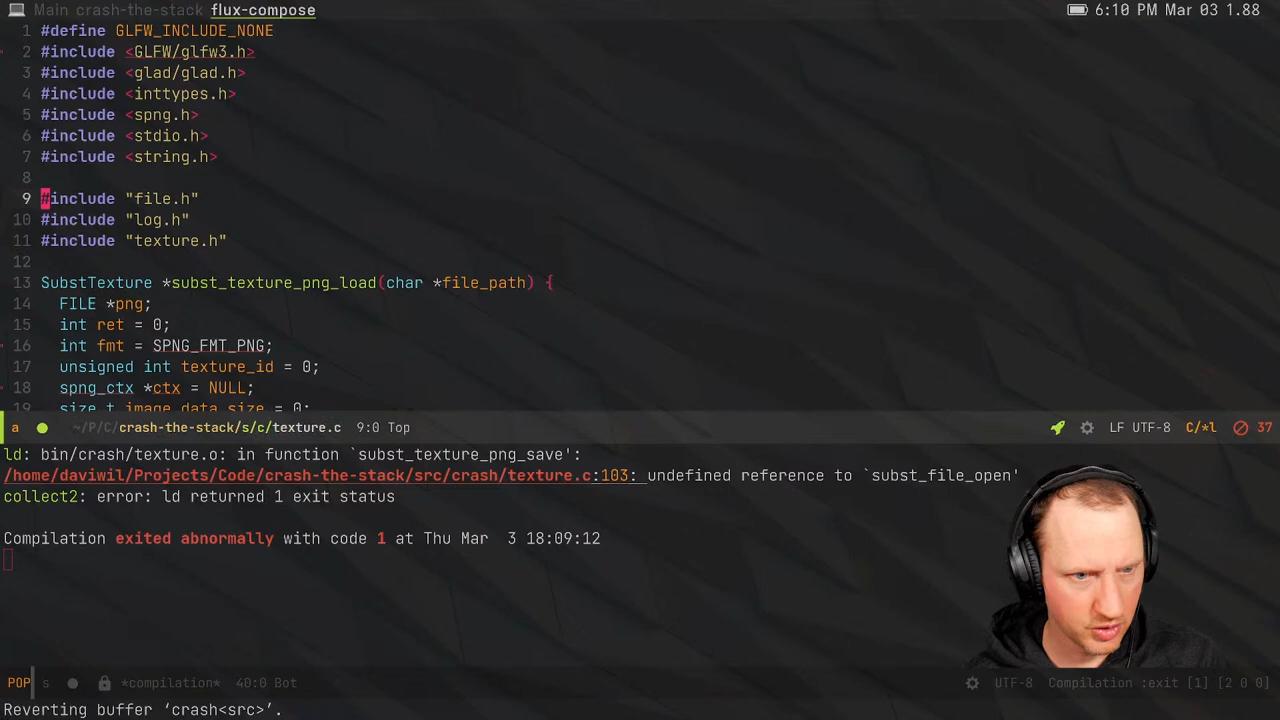 Main crash-the-stack flux-compose 6:10 PM Mar 03 1.88
1 #define GLFW_INCLUDE_NONE
2 #include <GLFW/glfw3.h>
3 #include <glad/glad.h>
4 #include <inttypes.h>
5 #include <spng.h>
6 #include <stdio.h>
7 #include <string.h>
8
9 #include "file.h"
10 #include "log.h"
11 #include "texture.h"
12
13 SubstTexture *subst_texture_png_load(char *file_path) {
14 FILE *png;
15 int ret = 0;
16 int fmt = SPNG_FMT_PNG;
17 unsigned int texture_id = 0;
18 spng_ctx *ctx = NULL;
19 size_t image_data_size = 0;
a ~/P/C/crash-the-stack/s/c/texture.c 9:0 Top LF UTF-8 C/*l 37
ld: bin/crash/texture.o: in function `subst_texture_png_save':
/home/daviwil/Projects/Code/crash-the-stack/src/crash/texture.c:103: undefined reference to `subst_file_open'
collect2: error: ld returned 1 exit status
Compilation exited abnormally with code 1 at Thu Mar 3 18:09:12
POP s *compilation* 40:0 Bot UTF-8 Compilation :exit [1] [2 0 0]
Reverting buffer ‘crash<src>’.